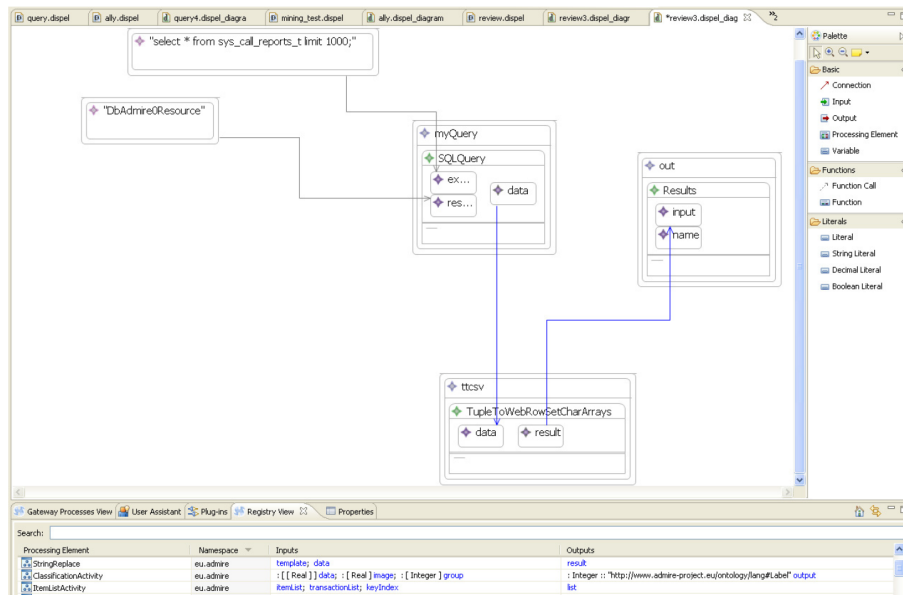 query.dispel ally.dispel query4.dispel_diagra mining_test.dispel ally.dispel_diagram review.dispel review3.dispel_diagr *review3.dispel_diag 2
"select * from sys_call_reports_t limit 1000;"
Palette
Basic
Connection
Input
Output
Processing Element
Variable
Functions
Function Call
Function
Literals
Literal
String Literal
Decimal Literal
Boolean Literal
"DbAdmire0Resource"
myQuery
SQLQuery
ex...
res...
data
out
Results
input
name
ttcsv
TupleToWebRowSetCharArrays
data result
Gateway Processes View User Assistant Plug-ins Registry View Properties
Search:
Processing Element Namespace Inputs Outputs
StringReplace eu.admire template; data result
ClassificationActivity eu.admire : [ [ Real ] ] data; : [ Real ] image; : [ Integer ] group : Integer :: "http://www.admire-project.eu/ontology/lang#Label" output
ItemListActivity eu.admire itemList; transactionList; keyIndex list